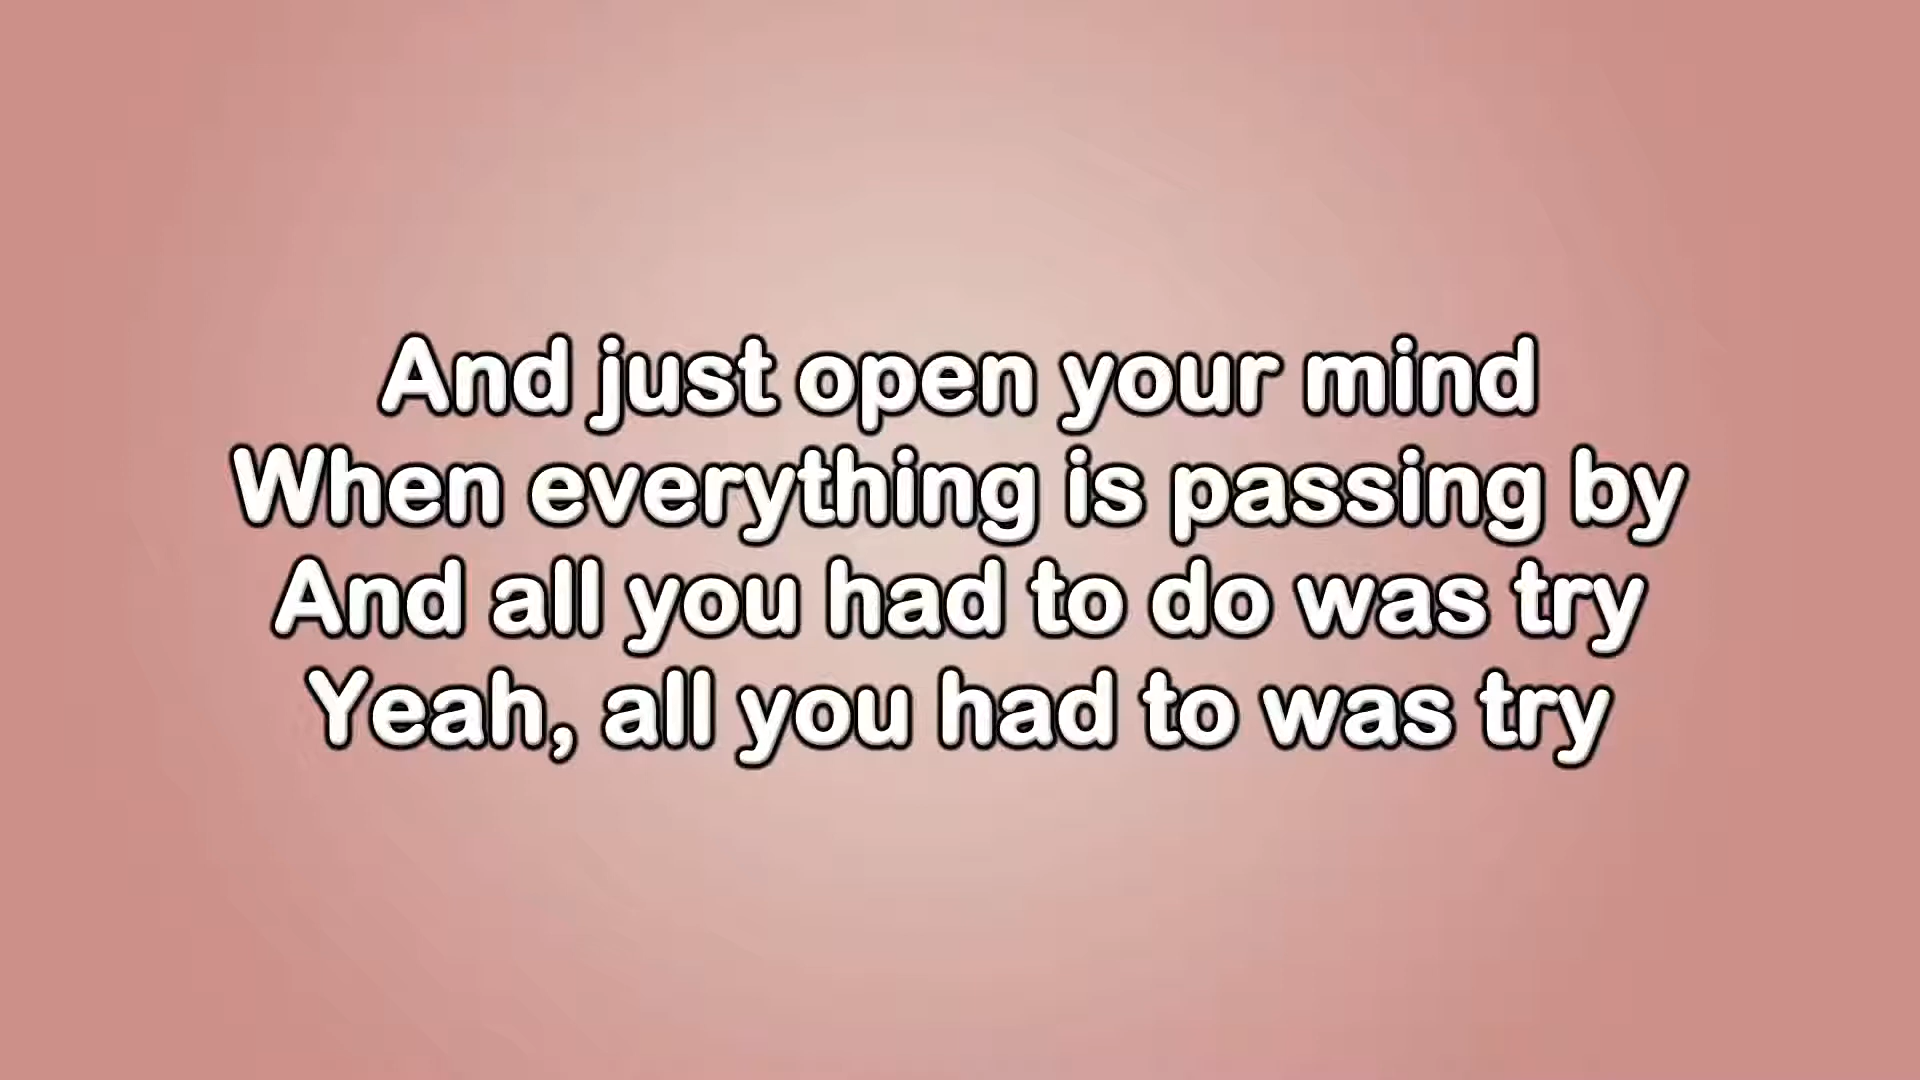 And just open your mind
When everything is passing by
And all you had to do was try
Yeah, all you had to was try